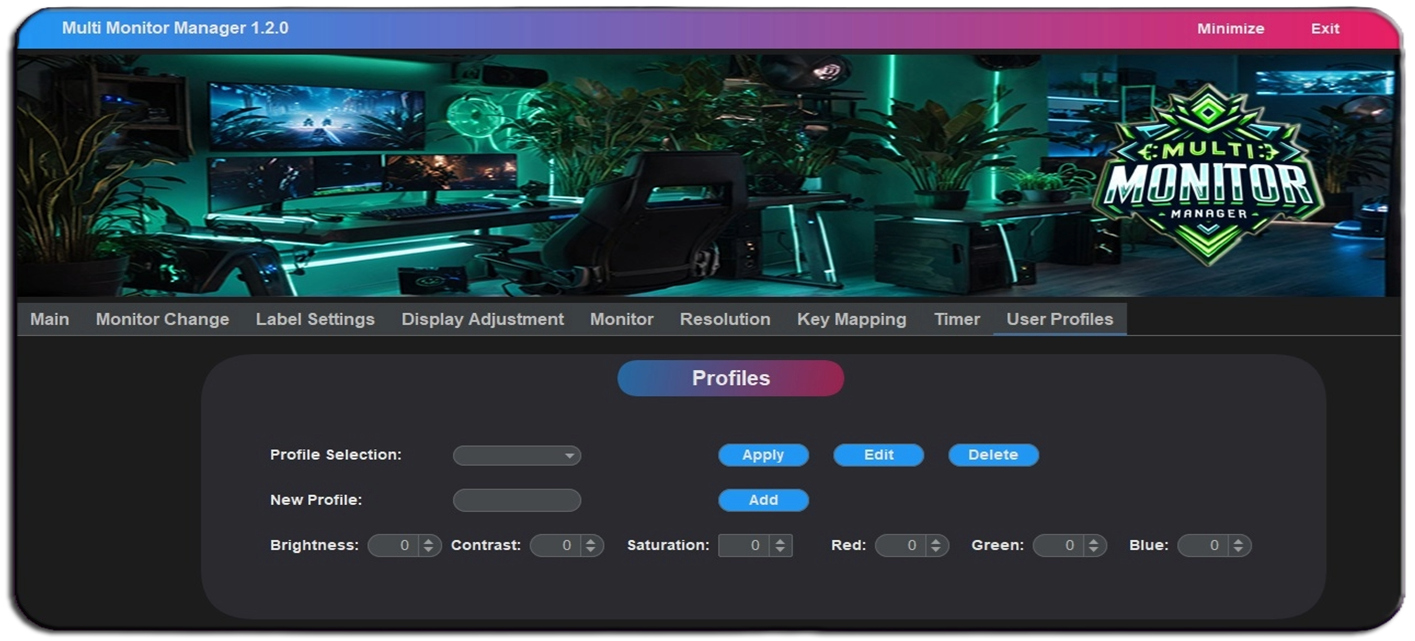 Multi Monitor Manager 1.2.0 Minimize Exit
MULTI
MONITOR
MANAGER
Main Monitor Change Label Settings Display Adjustment Monitor Resolution Key Mapping Timer User Profiles
Profiles
Profile Selection: Apply Edit Delete
New Profile: Add
Brightness: 0 Contrast: 0 Saturation: 0 Red: 0 Green: 0 Blue: 0